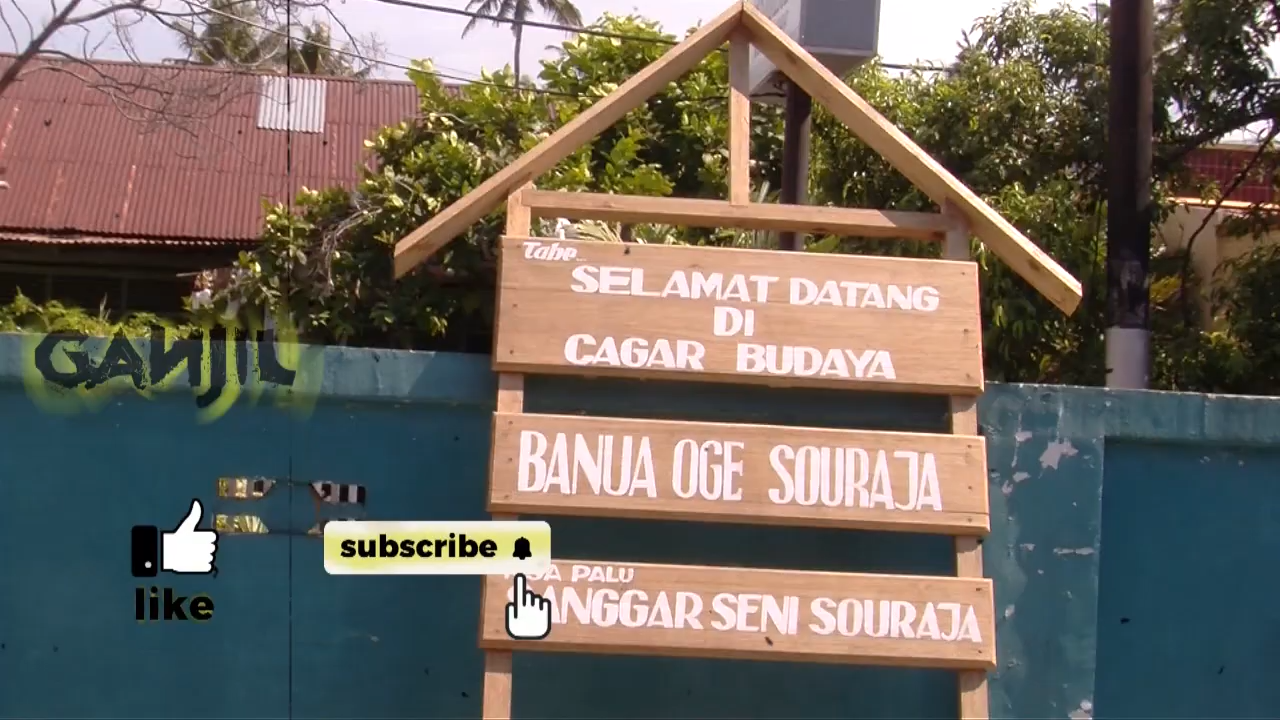 Tabe...
SELAMAT DATANG
DI
CAGAR BUDAYA
BANUA OGE SOURAJA
PALU
SENI SOURAJA
GANJIL
subscribe
like